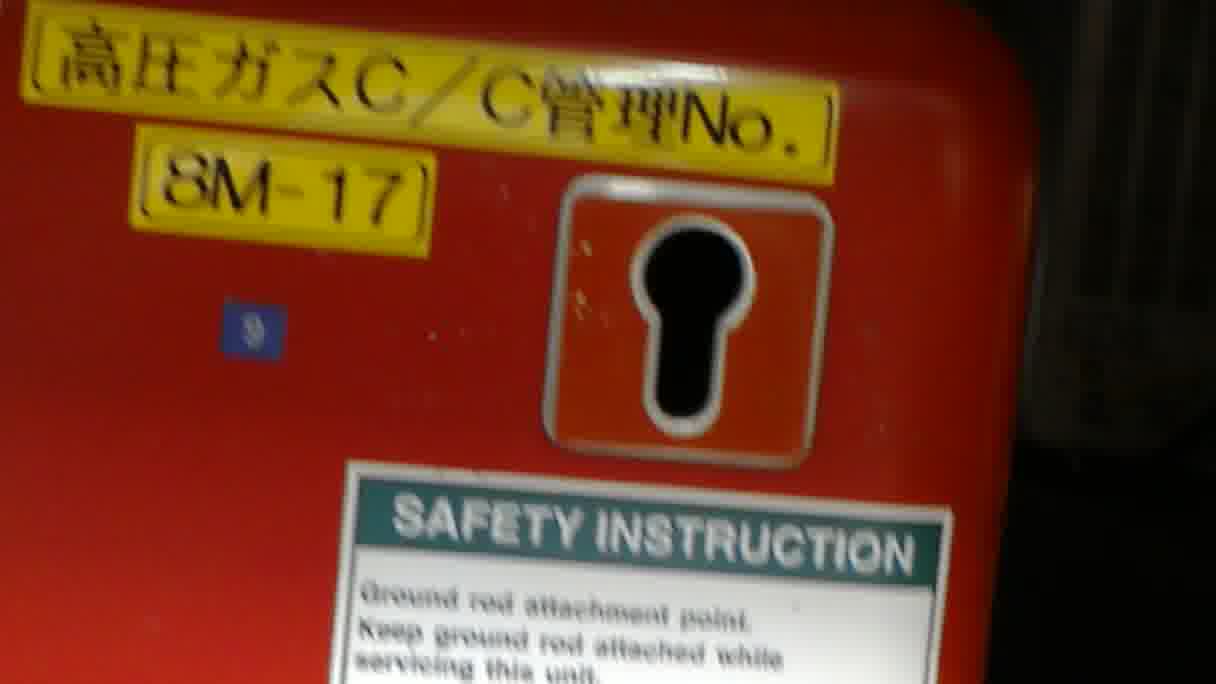 高圧ガスC/C管理No.
8M-17
9
SAFETY INSTRUCTION
Ground rod attachment point.
Keep ground rod attached while
servicing this unit.